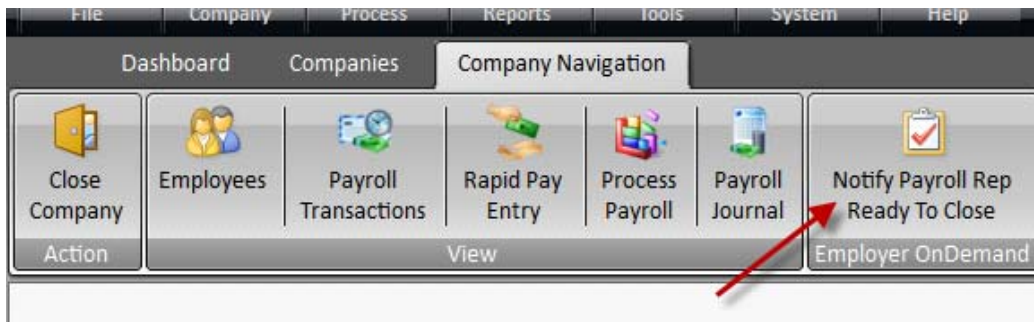 File Company Process Reports Tools System Help
Dashboard Companies Company Navigation
Close Company
Employees
Payroll Transactions
Rapid Pay Entry
Process Payroll
Payroll Journal
Notify Payroll Rep Ready To Close
Action View Employer OnDemand